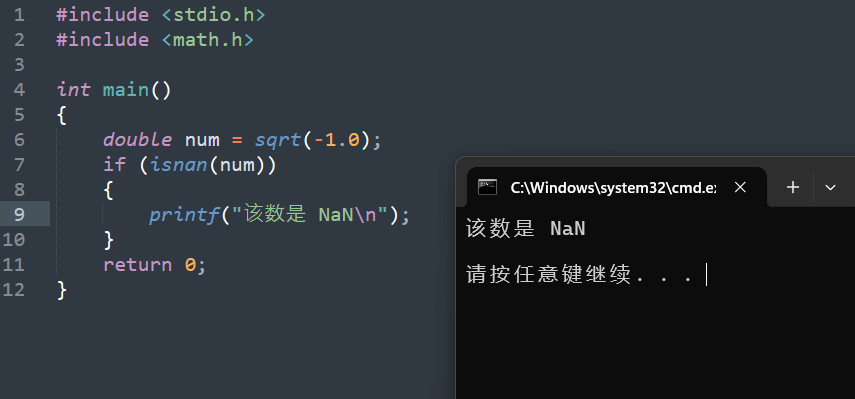 1 #include <stdio.h>
2 #include <math.h>
3
4 int main()
5 {
6     double num = sqrt(-1.0);
7     if (isnan(num))
8     {
9         printf("该数是 NaN\n");
10     }
11     return 0;
12 }
C:\Windows\system32\cmd.ex
该数是 NaN
请按任意键继续. . .